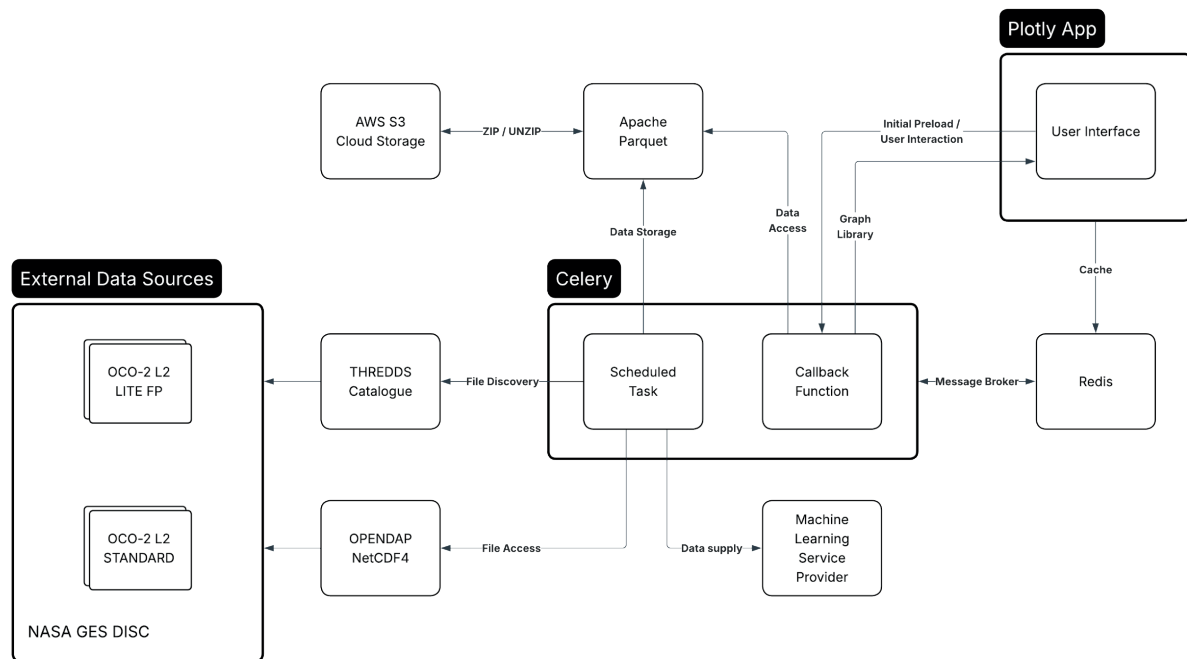 Plotly App
AWS S3
Cloud Storage
ZIP / UNZIP
Apache
Parquet
Initial Preload /
User Interaction
User Interface
Data Storage
Data
Access
Graph
Library
Cache
External Data Sources
Celery
OCO-2 L2
LITE FP
THREDDS
Catalogue
File Discovery
Scheduled
Task
Callback
Function
Message Broker
Redis
OCO-2 L2
STANDARD
OPENDAP
NetCDF4
File Access
Data supply
Machine
Learning
Service
Provider
NASA GES DISC